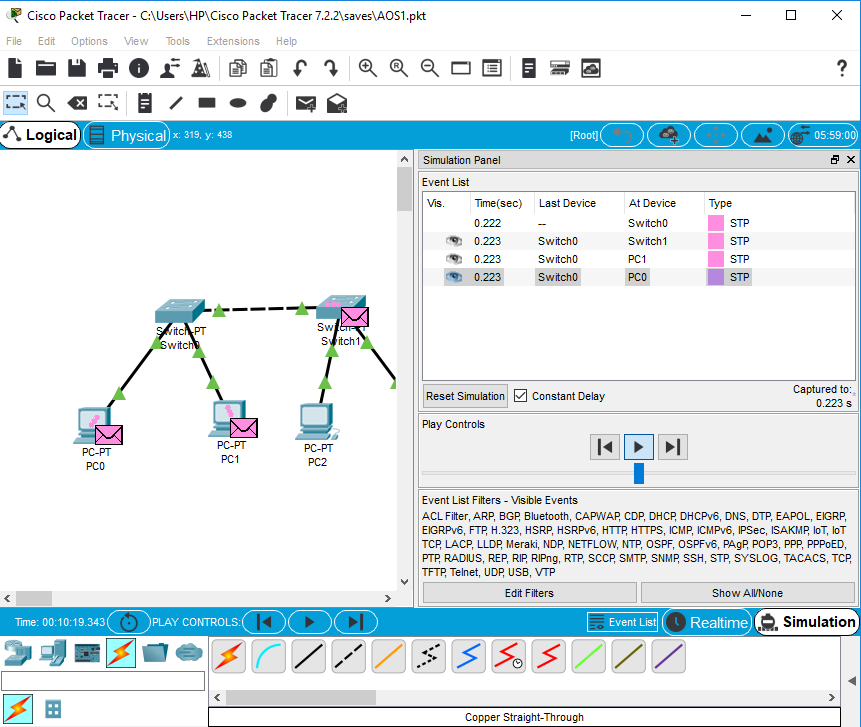 Cisco Packet Tracer - C:\Users\HP\Cisco Packet Tracer 7.2.2\saves\AOS1.pkt
File Edit Options View Tools Extensions Help
?
Logical Physical x: 319, y: 438 [Root] 05:59:00
Simulation Panel
Event List
Vis. Time(sec) Last Device At Device Type
0.222 -- Switch0 STP
0.223 Switch0 Switch1 STP
0.223 Switch0 PC1 STP
0.223 Switch0 PC0 STP
Switch-PT
Switch0
Switch1
PC-PT
PC0
PC-PT
PC1
PC-PT
PC2
Reset Simulation Constant Delay Captured to:
0.223 s
Play Controls
Event List Filters - Visible Events
ACL Filter, ARP, BGP, Bluetooth, CAPWAP, CDP, DHCP, DHCPv6, DNS, DTP, EAPOL, EIGRP,
EIGRPv6, FTP, H.323, HSRP, HSRPv6, HTTP, HTTPS, ICMP, ICMPv6, IPSec, ISAKMP, IoT, IoT
TCP, LACP, LLDP, Meraki, NDP, NETFLOW, NTP, OSPF, OSPFv6, PAgP, POP3, PPP, PPPoED,
PTP, RADIUS, REP, RIP, RIPng, RTP, SCCP, SMTP, SNMP, SSH, STP, SYSLOG, TACACS, TCP,
TFTP, Telnet, UDP, USB, VTP
Edit Filters Show All/None
Time: 00:10:19.343 PLAY CONTROLS: Event List Realtime Simulation
Copper Straight-Through